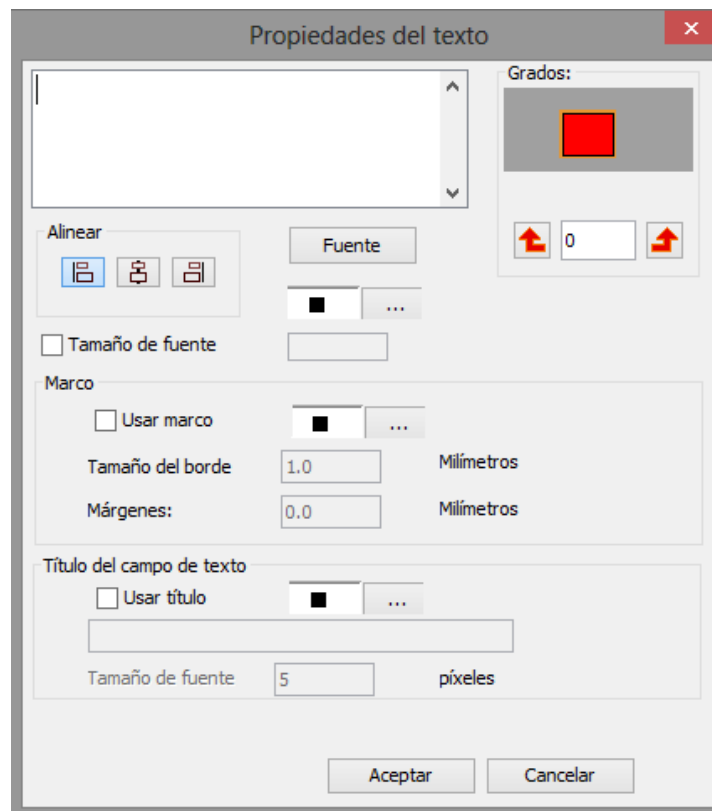 Propiedades del texto
Grados:
Alinear
Fuente
0
...
Tamaño de fuente
Marco
Usar marco
...
Tamaño del borde
1.0
Milímetros
Márgenes:
0.0
Milímetros
Título del campo de texto
Usar título
...
Tamaño de fuente
5
píxeles
Aceptar
Cancelar